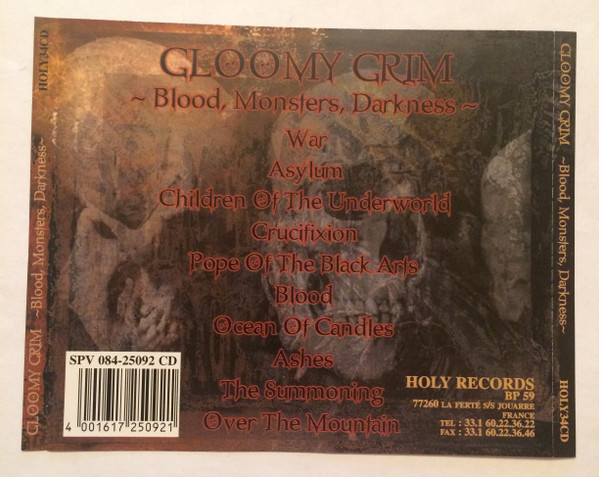 GLOOMY GRIM
~ Blood, Monsters, Darkness ~
War
Asylum
Children Of The Underworld
Crucifixion
Pope Of The Black Arts
Blood
Ocean Of Candles
Ashes
The Summoning
Over The Mountain
SPV 084-25092 CD
4 001617 250921
HOLY RECORDS
BP 59
77260 LA FERTÉ S/S JOUARRE
FRANCE
TEL : 33.1 60.22.36.22
FAX : 33.1 60.22.36.46
GLOOMY GRIM ~Blood, Monsters, Darkness~ HOLY34CD
GLOOMY GRIM ~Blood, Monsters, Darkness~ HOLY34CD